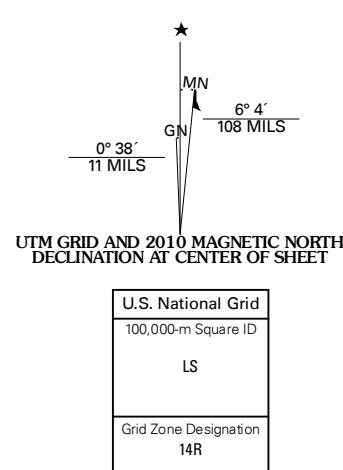 MN
6° 4´
108 MILS
GN
0° 38´
11 MILS
UTM GRID AND 2010 MAGNETIC NORTH
DECLINATION AT CENTER OF SHEET
U.S. National Grid
100,000-m Square ID
LS
Grid Zone Designation
14R